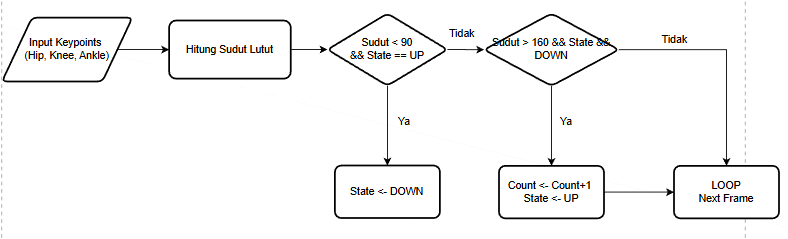 Input Keypoints
(Hip, Knee, Ankle)
Hitung Sudut Lutut
Sudut < 90
&& State == UP
Tidak
Sudut > 160 && State &&
DOWN
Tidak
Ya
Ya
State <- DOWN
Count <- Count+1
State <- UP
LOOP
Next Frame